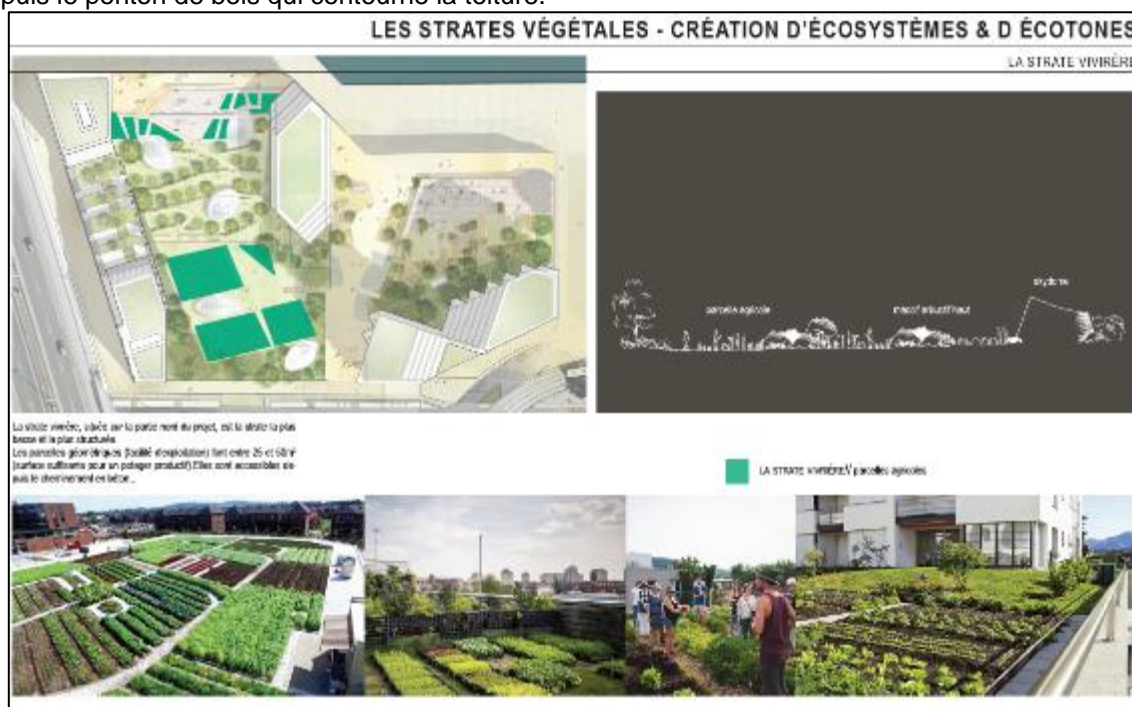 puis le ponton de bois qui contourne la toiture.
LES STRATES VÉGÉTALES - CRÉATION D'ÉCOSYSTÈMES & D ÉCOTONES
LA STRATE VIVIRÈRE
skydome
parcelle agricole
massif arbustif haut
La strate vivrière, située sur la partie nord du projet, est la strate la plus
basse et la plus structurée.
Les parcelles géométriques (facilité d'exploitation) font entre 25 et 50m²
(surface suffisante pour un potager productif). Elles sont accessibles de-
puis le cheminement en béton...
LA STRATE VIVRIÈRE// parcelles agricoles